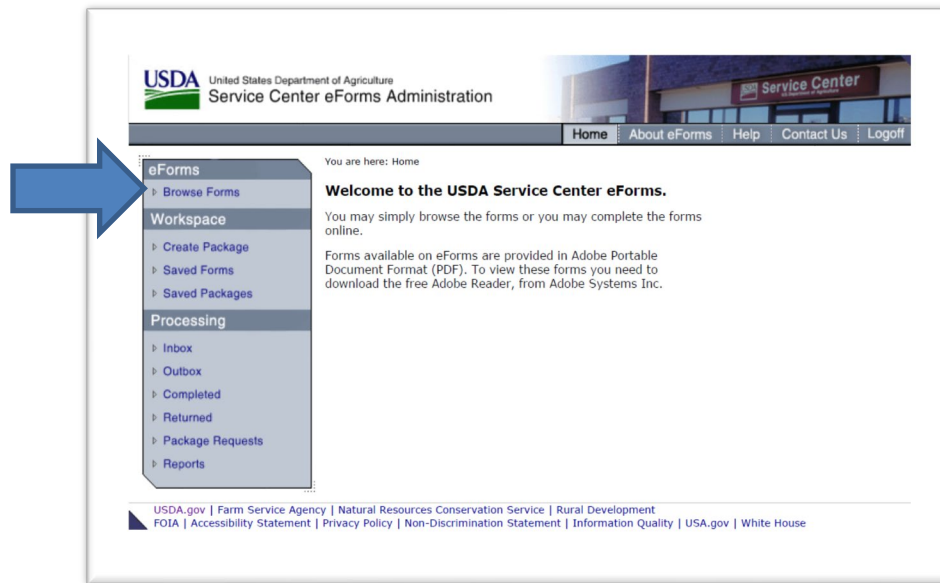 USDA
United States Department of Agriculture
Service Center eForms Administration
Service Center
Home About eForms Help Contact Us Logoff
eForms
Browse Forms
Workspace
Create Package
Saved Forms
Saved Packages
Processing
Inbox
Outbox
Completed
Returned
Package Requests
Reports
You are here: Home
Welcome to the USDA Service Center eForms.
You may simply browse the forms or you may complete the forms
online.
Forms available on eForms are provided in Adobe Portable
Document Format (PDF). To view these forms you need to
download the free Adobe Reader, from Adobe Systems Inc.
USDA.gov | Farm Service Agency | Natural Resources Conservation Service | Rural Development
FOIA | Accessibility Statement | Privacy Policy | Non-Discrimination Statement | Information Quality | USA.gov | White House